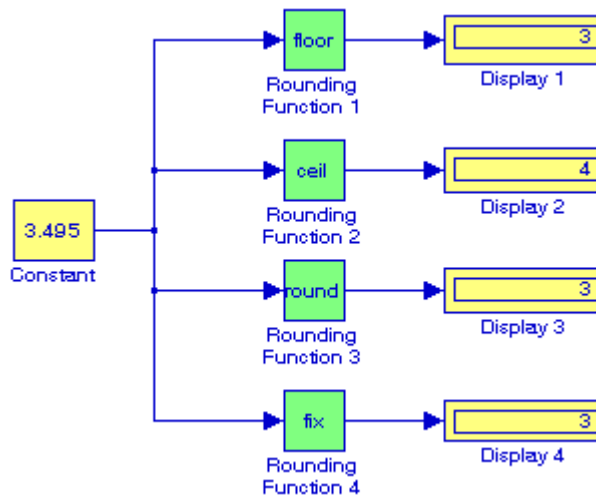 floor
3
Rounding
Function 1
Display 1
ceil
4
Rounding
Function 2
Display 2
3.495
Constant
round
3
Rounding
Function 3
Display 3
fix
3
Rounding
Function 4
Display 4